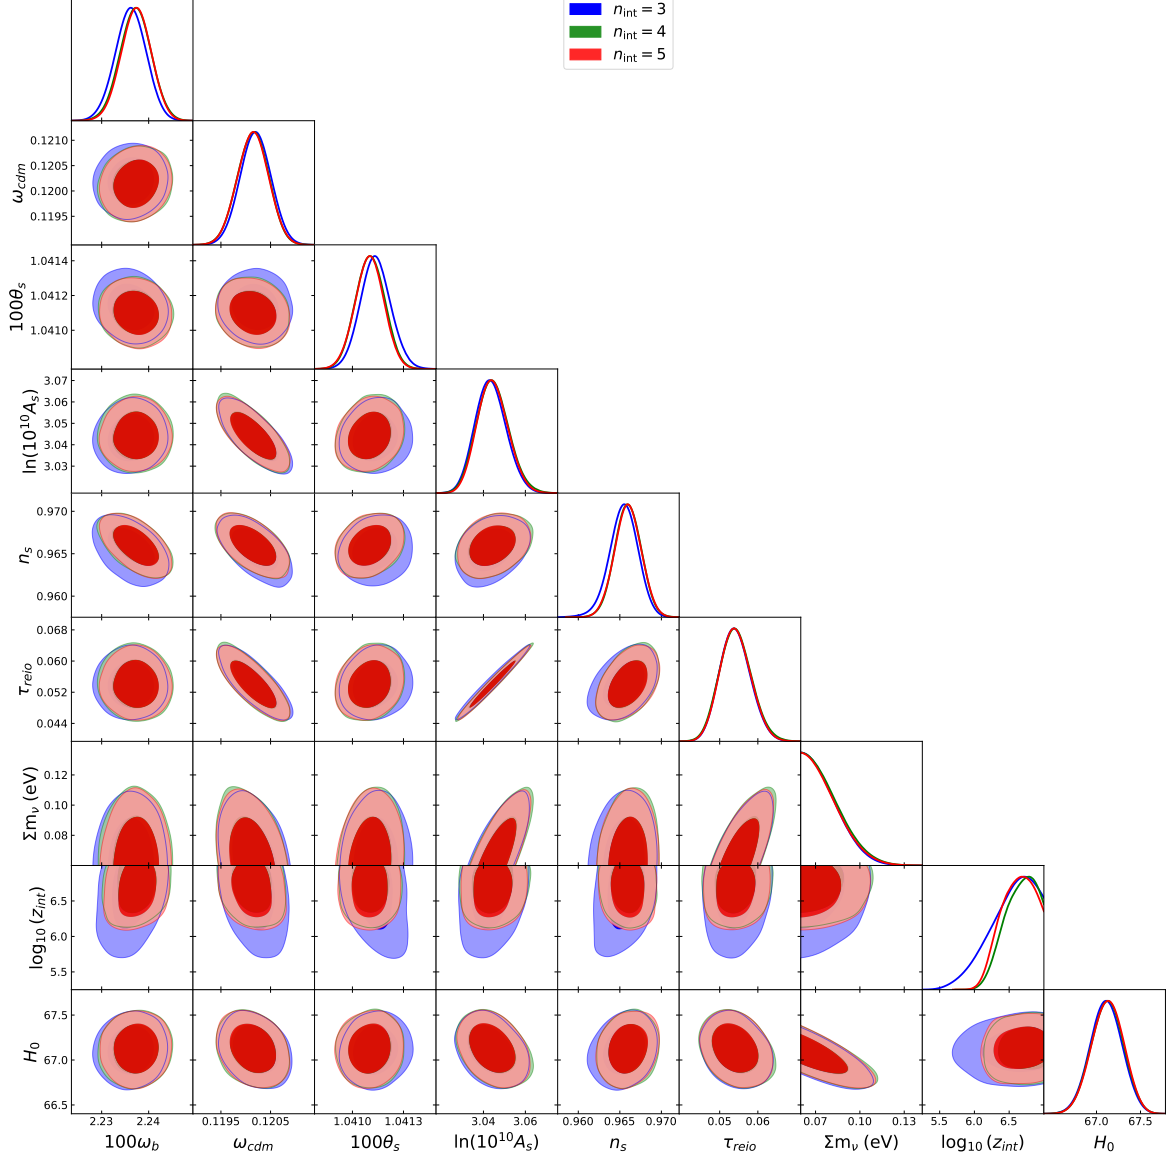 n_int = 3
n_int = 4
n_int = 5
0.1210
0.1205
0.1200
0.1195
ω_cdm
1.0414
1.0412
1.0410
100θ_s
3.07
3.06
3.05
3.04
3.03
ln(10^10 A_s)
0.970
0.965
0.960
n_s
0.068
0.060
0.052
0.044
τ_reio
0.12
0.10
0.08
Σm_ν (eV)
6.5
6.0
5.5
log_10(z_int)
67.5
67.0
66.5
H_0
2.23 2.24
0.1195 0.1205
1.0410 1.0413
3.04 3.06
0.960 0.965 0.970
0.05 0.06
0.07 0.10 0.13
5.5 6.0 6.5
67.0 67.5
100ω_b
ω_cdm
100θ_s
ln(10^10 A_s)
n_s
τ_reio
Σm_ν (eV)
log_10(z_int)
H_0